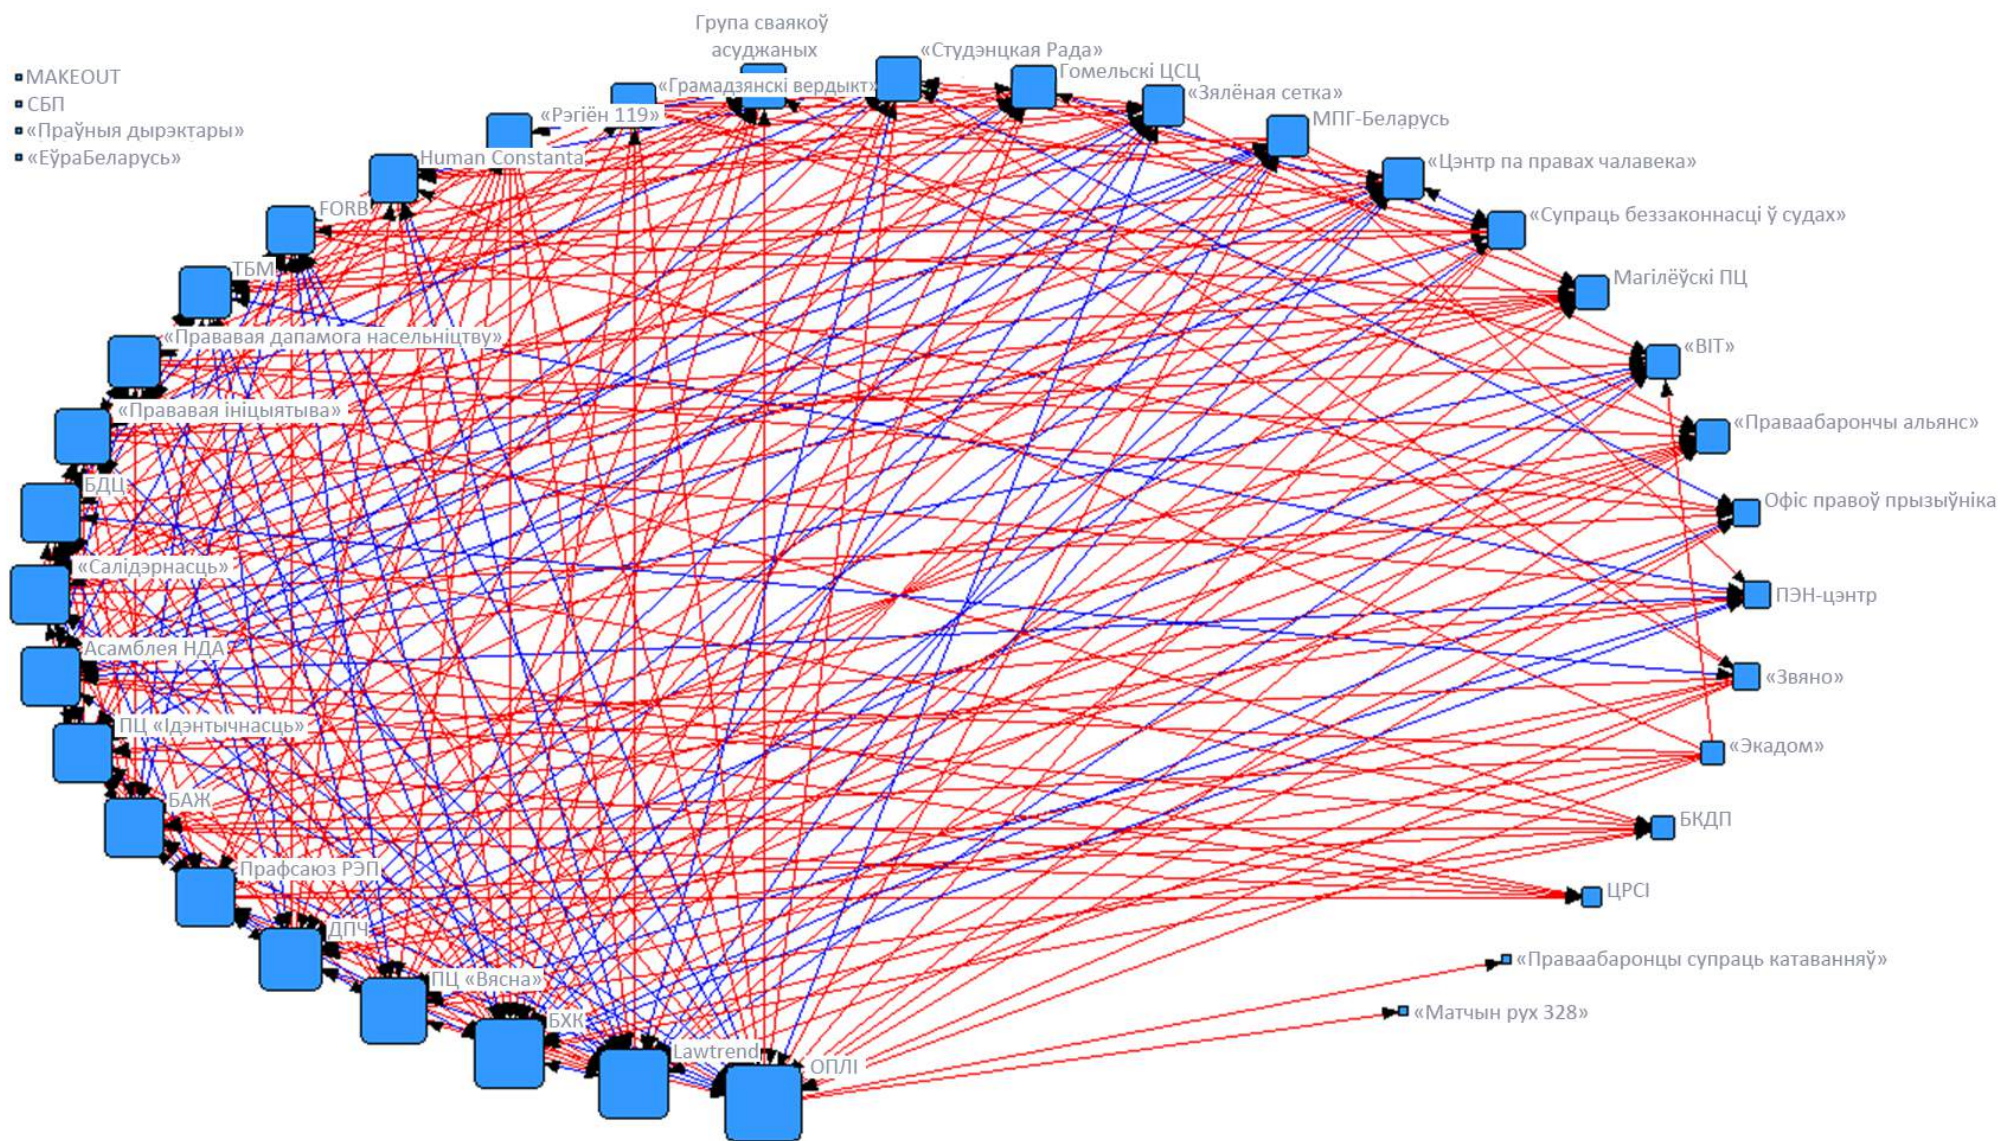 MAKEOUT
СБП
«Праўныя дырэктары»
«ЕўраБеларусь»
Група сваякоў
асуджаных
«Студэнцкая Рада»
Гомельскі ЦСЦ
«Грамадзянскі вердыкт»
«Зялёная сетка»
«Рэгіён 119»
МПГ-Беларусь
Human Constanta
«Цэнтр па правах чалавека»
FORB
«Супраць беззаконнасці ў судах»
ТБМ
Магілёўскі ПЦ
«Прававая дапамога насельніцтву»
«ВІТ»
«Прававая ініцыятыва»
«Праваабарончы альянс»
БДЦ
Офіс правоў прызыўніка
«Салідэрнасць»
ПЭН-цэнтр
Асамблея НДА
«Звяно»
ПЦ «Ідэнтычнасць»
«Экадом»
БАЖ
БКДП
Прафсаюз РЭП
ЦРСІ
ДПЧ
«Праваабаронцы супраць катаванняў»
ПЦ «Вясна»
«Матчын рух 328»
БХК
Lawtrend
ОПЛІ